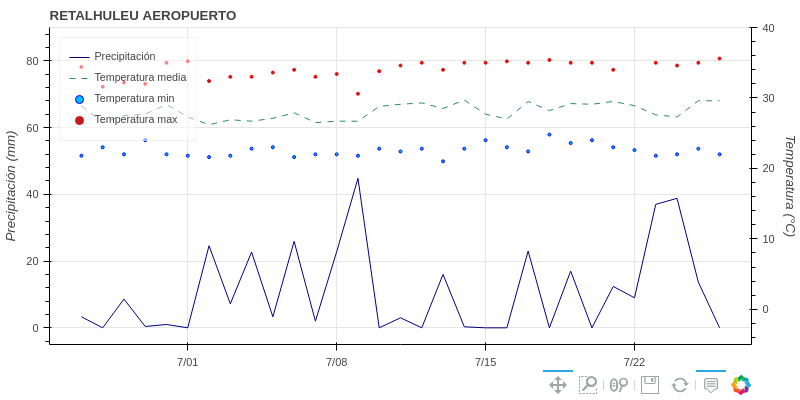 RETALHULEU AEROPUERTO
Precipitación
Temperatura media
Temperatura min
Temperatura max
Precipitación (mm)
80
60
40
20
0
40
30
20
10
0
Temperatura (°C)
7/01
7/08
7/15
7/22